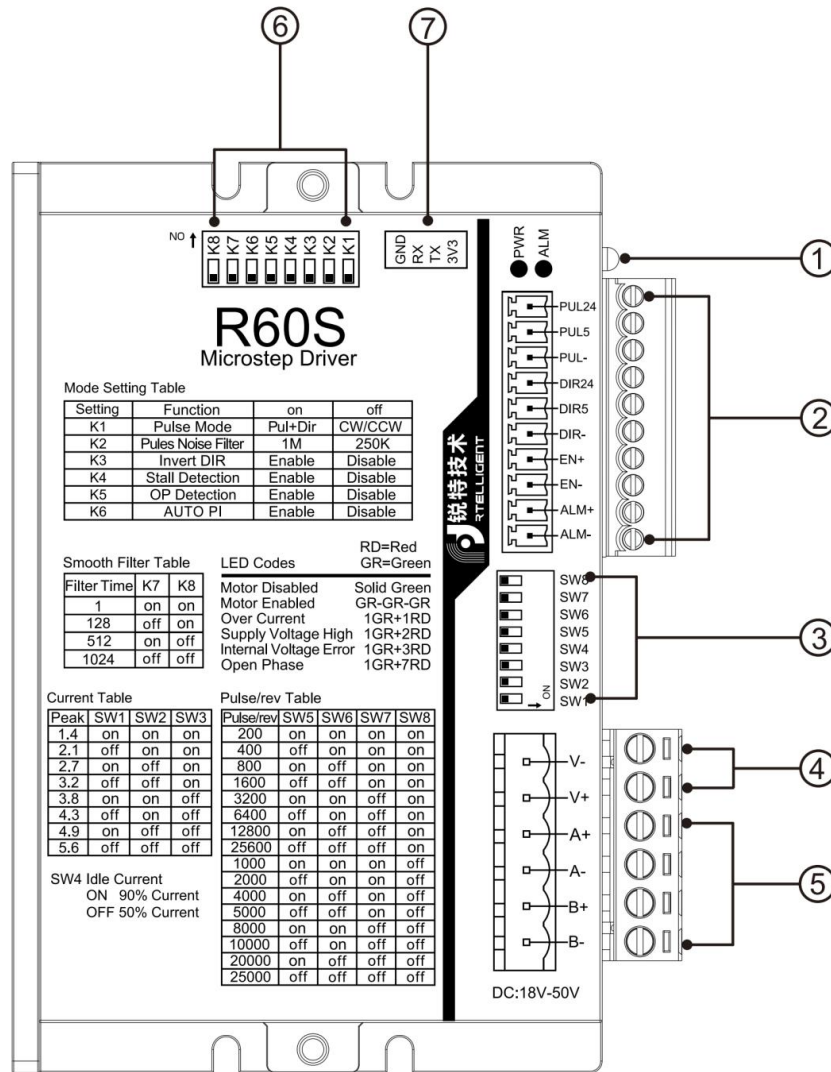 ⑥ ⑦
NO ↑
K8 K7 K6 K5 K4 K3 K2 K1
GND
RX
TX
3V3
PWR
ALM
①
R60S
Microstep Driver
PUL24
PUL5
PUL-
DIR24
DIR5
DIR-
EN+
EN-
ALM+
ALM-
②
Mode Setting Table
Setting Function on off
K1 Pulse Mode Pul+Dir CW/CCW
K2 Pules Noise Filter 1M 250K
K3 Invert DIR Enable Disable
K4 Stall Detection Enable Disable
K5 OP Detection Enable Disable
K6 AUTO PI Enable Disable
锐特技术
RTELLIGENT
Smooth Filter Table
Filter Time K7 K8
1 on on
128 off on
512 on off
1024 off off
RD=Red
LED Codes GR=Green
Motor Disabled Solid Green
Motor Enabled GR-GR-GR
Over Current 1GR+1RD
Supply Voltage High 1GR+2RD
Internal Voltage Error 1GR+3RD
Open Phase 1GR+7RD
SW8
SW7
SW6
SW5
SW4
SW3
SW2
SW1
→ ON
③
Current Table
Peak SW1 SW2 SW3
1.4 on on on
2.1 off on on
2.7 on off on
3.2 off off on
3.8 on on off
4.3 off on off
4.9 on off off
5.6 off off off
SW4 Idle Current
ON 90% Current
OFF 50% Current
Pulse/rev Table
Pulse/rev SW5 SW6 SW7 SW8
200 on on on on
400 off on on on
800 on off on on
1600 off off on on
3200 on on off on
6400 off on off on
12800 on off off on
25600 off off off on
1000 on on on off
2000 off on on off
4000 on off on off
5000 off off on off
8000 on on off off
10000 off on off off
20000 on off off off
25000 off off off off
V-
V+
A+
A-
B+
B-
④
⑤
DC:18V-50V